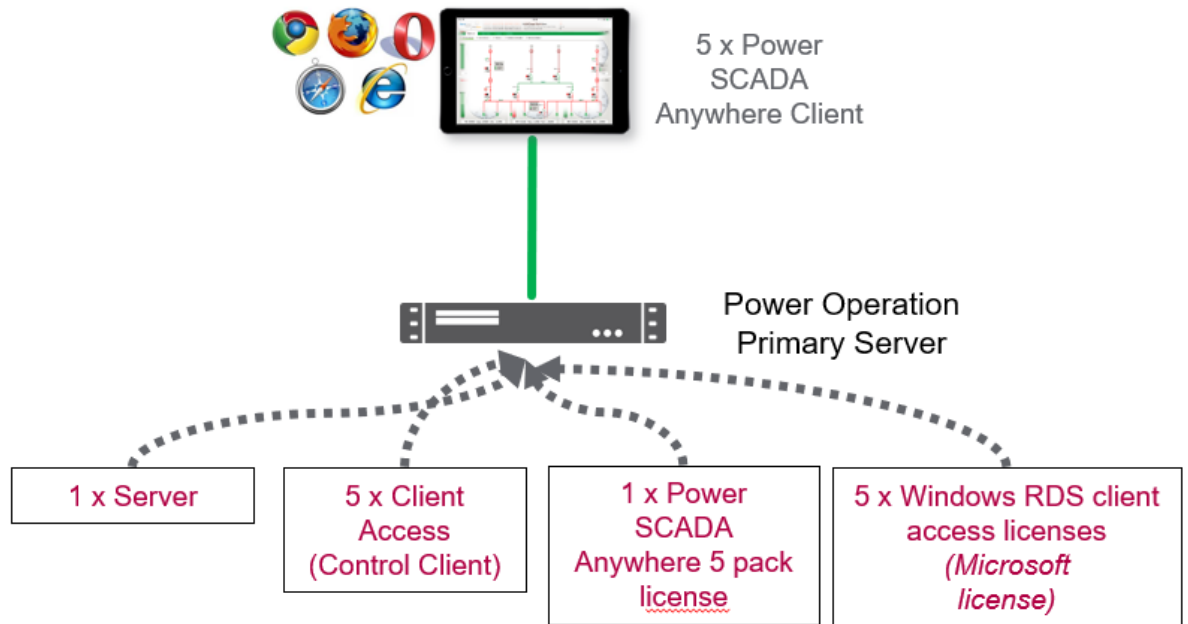 5 x Power
SCADA
Anywhere Client
Power Operation
Primary Server
1 x Server
5 x Client
Access
(Control Client)
1 x Power
SCADA
Anywhere 5 pack
license
5 x Windows RDS client
access licenses
(Microsoft
license)